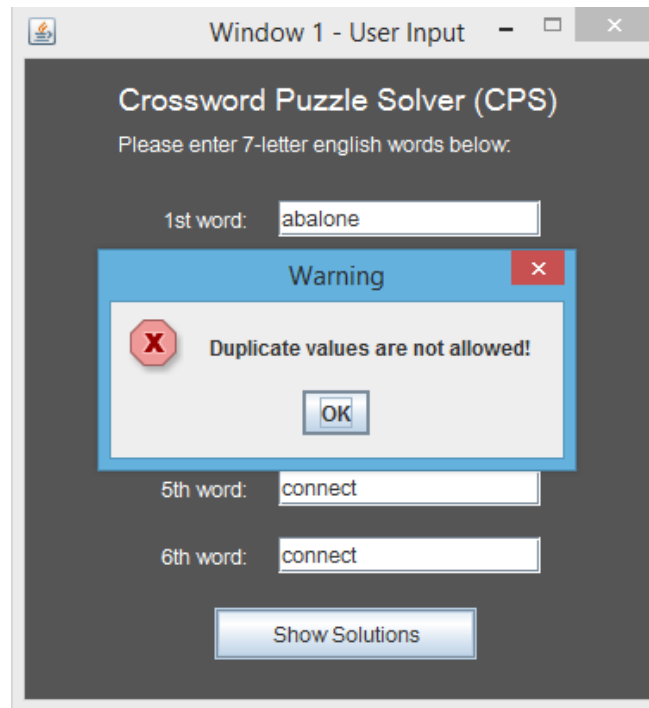 Window 1 - User Input
Crossword Puzzle Solver (CPS)
Please enter 7-letter english words below:
1st word: abalone
Warning
Duplicate values are not allowed!
OK
5th word: connect
6th word: connect
Show Solutions